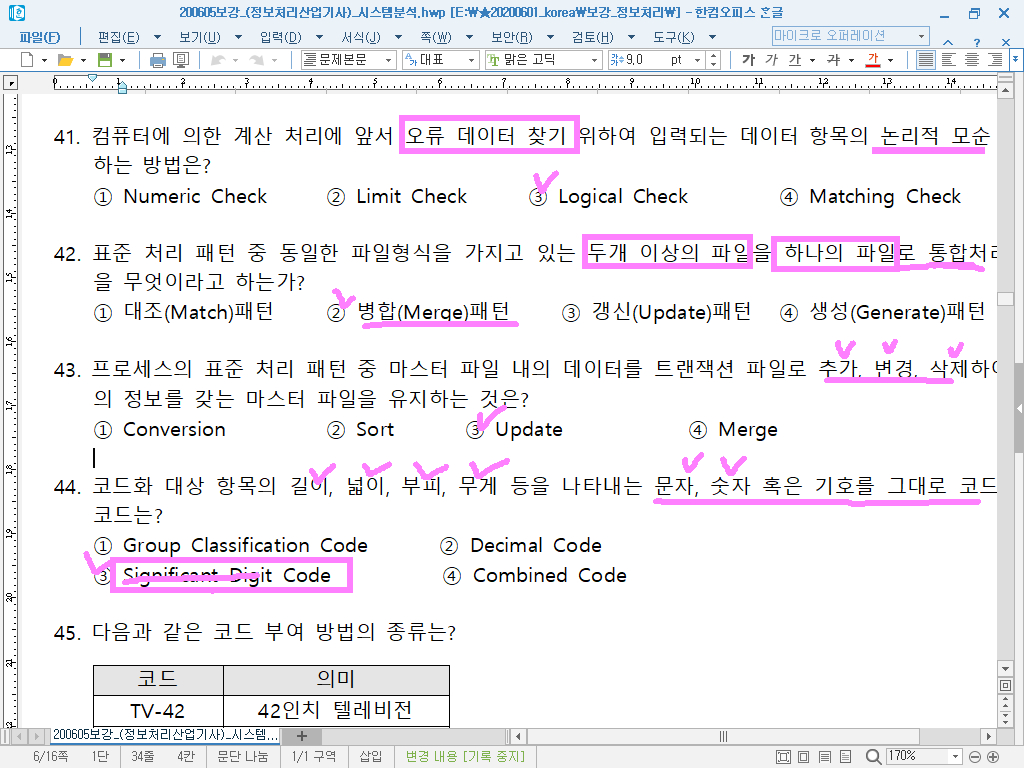 200605보강_(정보처리산업기사)_시스템분석.hwp [E:₩★20200601_korea₩보강_정보처리₩] - 한컴오피스 흔글
파일(F) 편집(E) 보기(U) 입력(D) 서식(J) 쪽(W) 보안(R) 검토(H) 도구(K) 마이크로 오퍼레이션
문제본문 대표 맑은 고딕 9,0 pt 가 가 가 가 가
1 2 3 4 5 6 7 8 9 10 11 12 13 14
41. 컴퓨터에 의한 계산 처리에 앞서 오류 데이터 찾기 위하여 입력되는 데이터 항목의 논리적 모순
하는 방법은?
① Numeric Check ② Limit Check ③ Logical Check ④ Matching Check
42. 표준 처리 패턴 중 동일한 파일형식을 가지고 있는 두개 이상의 파일을 하나의 파일로 통합처리
을 무엇이라고 하는가?
① 대조(Match)패턴 ② 병합(Merge)패턴 ③ 갱신(Update)패턴 ④ 생성(Generate)패턴
43. 프로세스의 표준 처리 패턴 중 마스터 파일 내의 데이터를 트랜잭션 파일로 추가, 변경, 삭제하여
의 정보를 갖는 마스터 파일을 유지하는 것은?
① Conversion ② Sort ③ Update ④ Merge
44. 코드화 대상 항목의 길이, 넓이, 부피, 무게 등을 나타내는 문자, 숫자 혹은 기호를 그대로 코드
코드는?
① Group Classification Code ② Decimal Code
③ Significant Digit Code ④ Combined Code
45. 다음과 같은 코드 부여 방법의 종류는?
코드 의미
TV-42 42인치 텔레비전
200605보강_(정보처리산업기사)_시스템...
6/16쪽 1단 34줄 4칸 문단 나눔 1/1 구역 삽입 변경 내용 [기록 중지] 170%